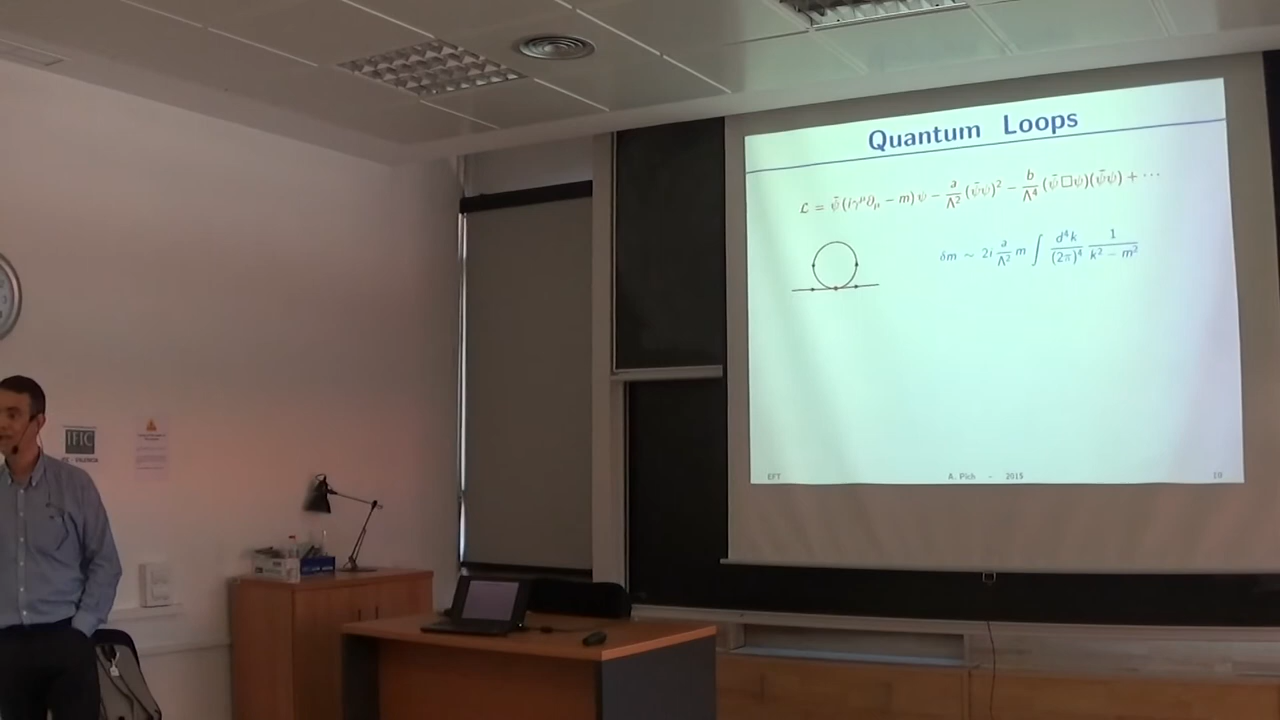 Quantum Loops
ℒ = ψ̄ (iγ^μ ∂_μ − m) ψ − a/Λ² (ψ̄ψ)² − b/Λ⁴ (ψ̄ □ ψ)(ψ̄ψ) + ⋯
δm ∼ 2i a/Λ² m ∫ d⁴k/(2π)⁴ 1/(k² − m²)
EFT A. Pich - 2015 19
IFIC